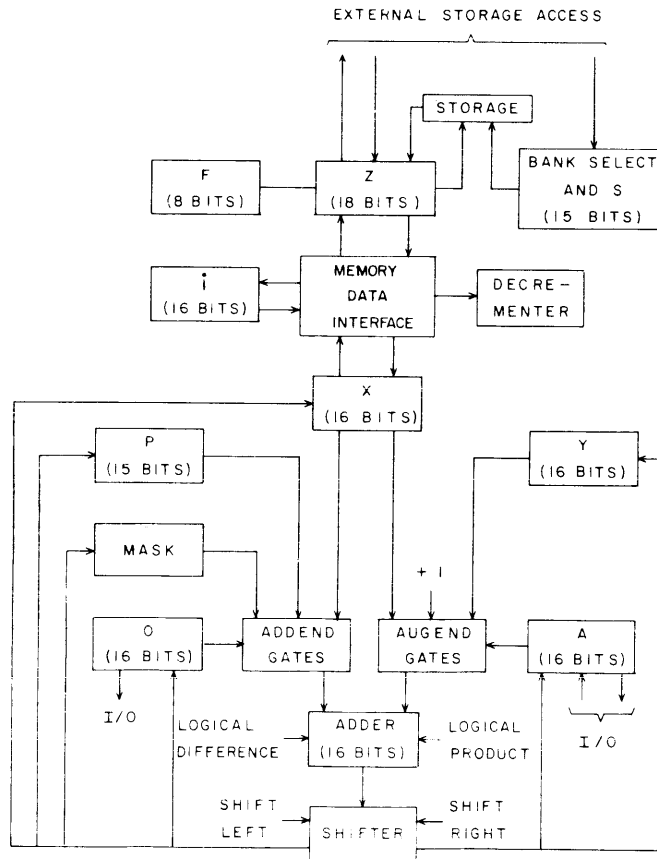 EXTERNAL STORAGE ACCESS
STORAGE
F
(8 BITS)
Z
(18 BITS)
BANK SELECT
AND S
(15 BITS)
i
(16 BITS)
MEMORY
DATA
INTERFACE
DECRE-
MENTER
X
(16 BITS)
P
(15 BITS)
Y
(16 BITS)
MASK
+ 1
O
(16 BITS)
ADDEND
GATES
AUGEND
GATES
A
(16 BITS)
I/O
I/O
LOGICAL
DIFFERENCE
ADDER
(16 BITS)
LOGICAL
PRODUCT
SHIFT
LEFT
SHIFTER
SHIFT
RIGHT